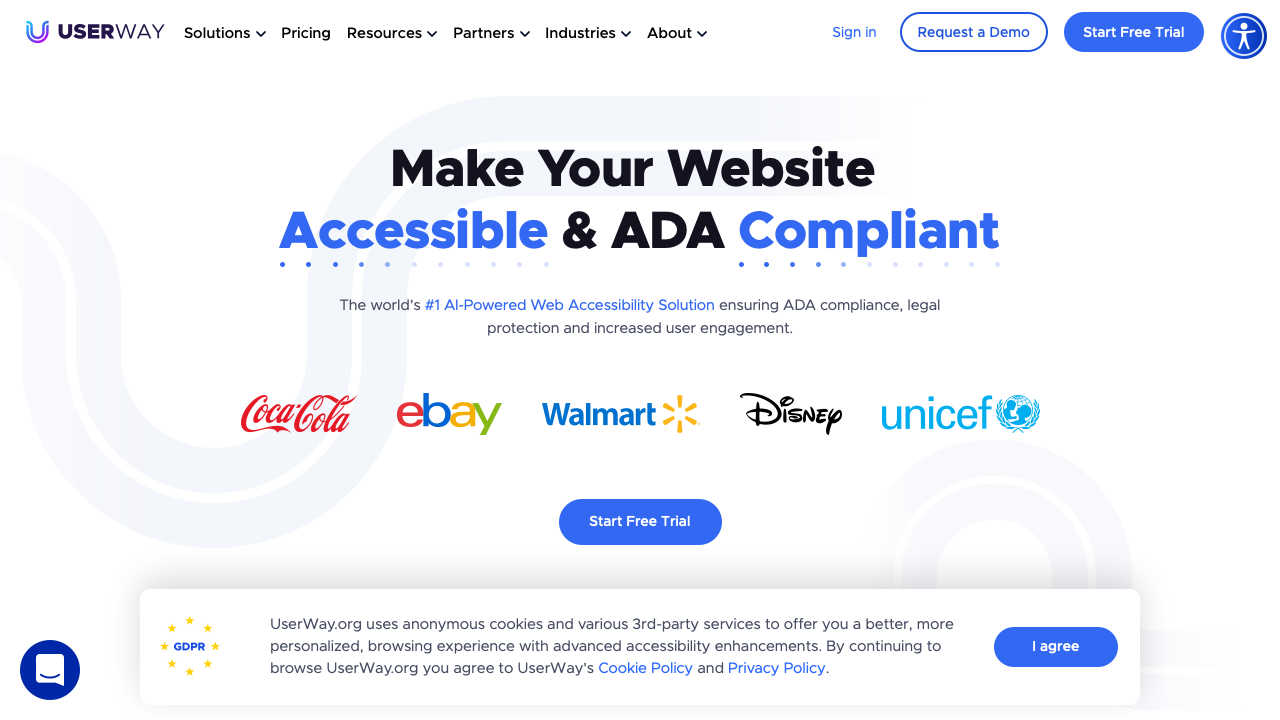 USERWAY Solutions Pricing Resources Partners Industries About Sign in Request a Demo Start Free Trial
Make Your Website
Accessible & ADA Compliant
The world's #1 AI-Powered Web Accessibility Solution ensuring ADA compliance, legal
protection and increased user engagement.
Coca-Cola ebay Walmart Disney unicef
Start Free Trial
GDPR
UserWay.org uses anonymous cookies and various 3rd-party services to offer you a better, more
personalized, browsing experience with advanced accessibility enhancements. By continuing to
browse UserWay.org you agree to UserWay's Cookie Policy and Privacy Policy.
I agree